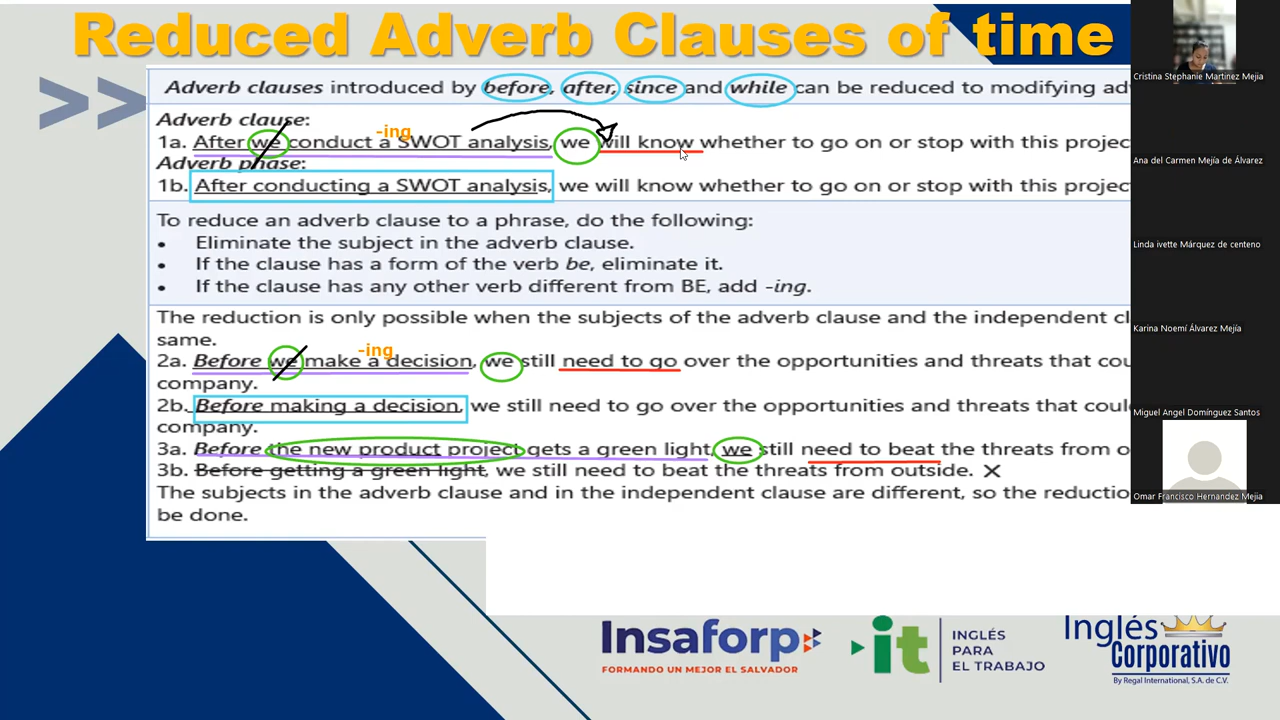 Reduced Adverb Clauses of time
>>
Adverb clauses introduced by before, after, since and while can be reduced to modifying ad
Adverb clause:
-ing
1a. After we conduct a SWOT analysis, we will know whether to go on or stop with this projec
Adverb phase:
1b. After conducting a SWOT analysis, we will know whether to go on or stop with this projec
To reduce an adverb clause to a phrase, do the following:
• Eliminate the subject in the adverb clause.
• If the clause has a form of the verb be, eliminate it.
• If the clause has any other verb different from BE, add -ing.
The reduction is only possible when the subjects of the adverb clause and the independent cl
same.
-ing
2a. Before we make a decision, we still need to go over the opportunities and threats that cou
company.
2b. Before making a decision, we still need to go over the opportunities and threats that coul
company.
3a. Before the new product project gets a green light, we still need to beat the threats from o
3b. Before getting a green light, we still need to beat the threats from outside. X
The subjects in the adverb clause and in the independent clause are different, so the reductio
be done.
Cristina Stephanie Martinez Mejia
Ana del Carmen Mejía de Álvarez
Linda ivette Márquez de centeno
Karina Noemí Álvarez Mejía
Miguel Angel Domínguez Santos
Omar Francisco Hernandez Mejia
Insaforp
FORMANDO UN MEJOR EL SALVADOR
it
INGLÉS
PARA
EL TRABAJO
Inglés
Corporativo
By Regal International, S.A. de C.V.